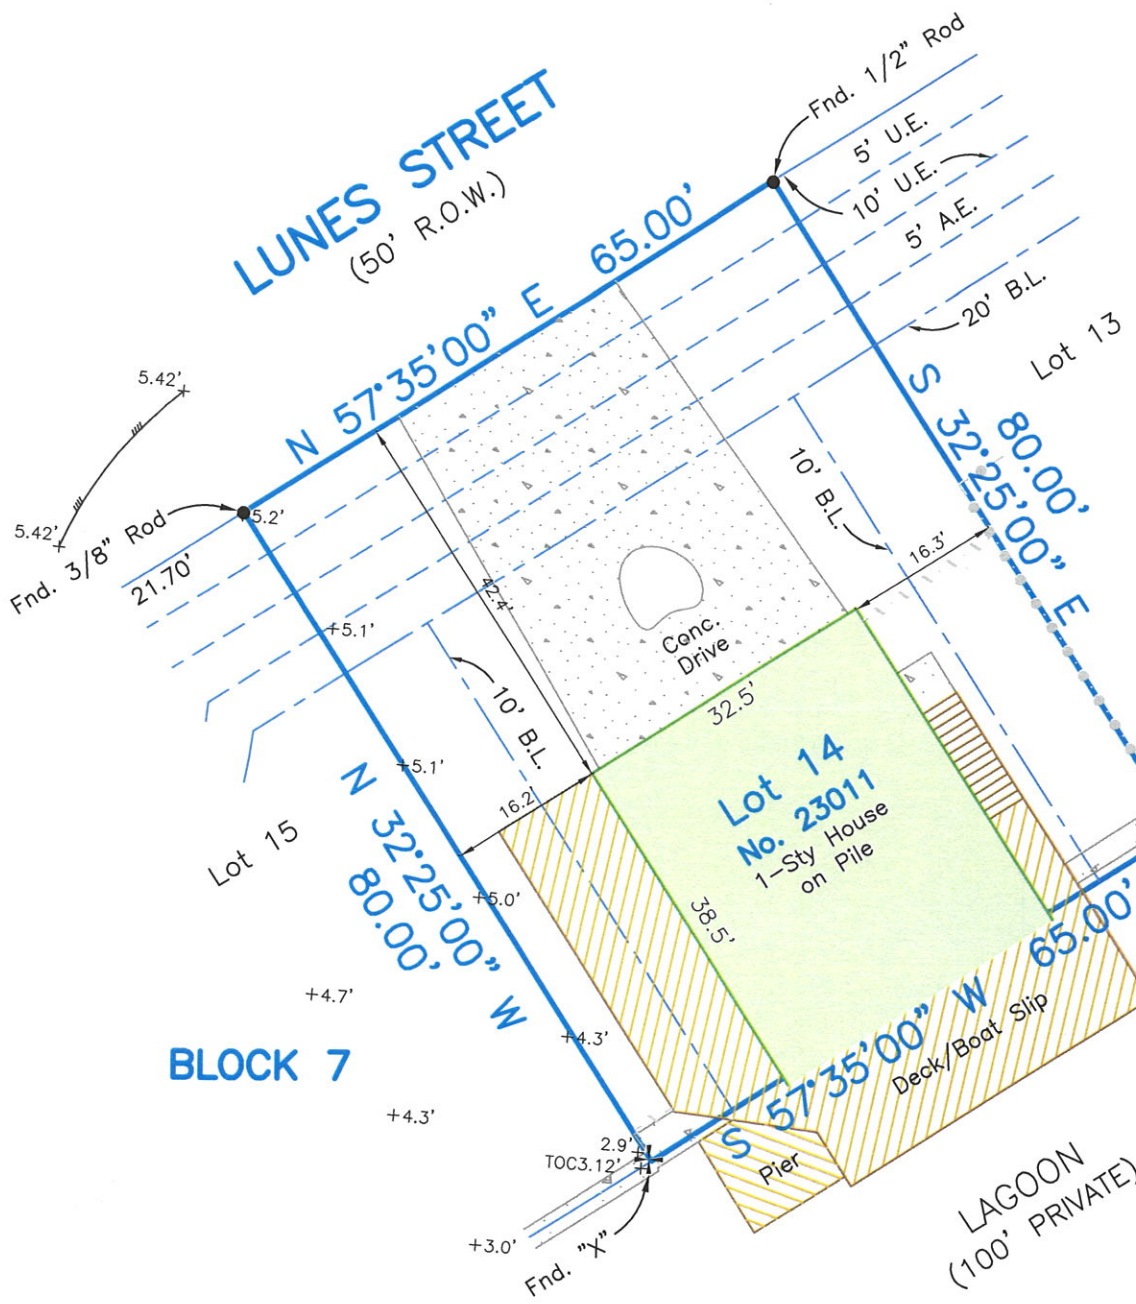 LUNES STREET
(50' R.O.W.)
Fnd. 1/2" Rod
5' U.E.
10' U.E.
5' A.E.
20' B.L.
Lot 13
N 57°35'00" E 65.00'
S 32°25'00" E
80.00'
5.42'
5.42'
Fnd. 3/8" Rod
21.70'
5.2'
+5.1'
42.4'
10' B.L.
16.3'
Conc.
Drive
10' B.L.
32.5'
+5.1'
16.2'
Lot 14
No. 23011
1-Sty House
on Pile
38.5'
Lot 15
N 32°25'00" W
80.00'
+5.0'
+4.7'
+4.3'
BLOCK 7
+4.3'
S 57°35'00" W 65.00'
Deck/Boat Slip
Pier
2.9'
TOC3.12'
+3.0'
Fnd. "X"
LAGOON
(100' PRIVATE)